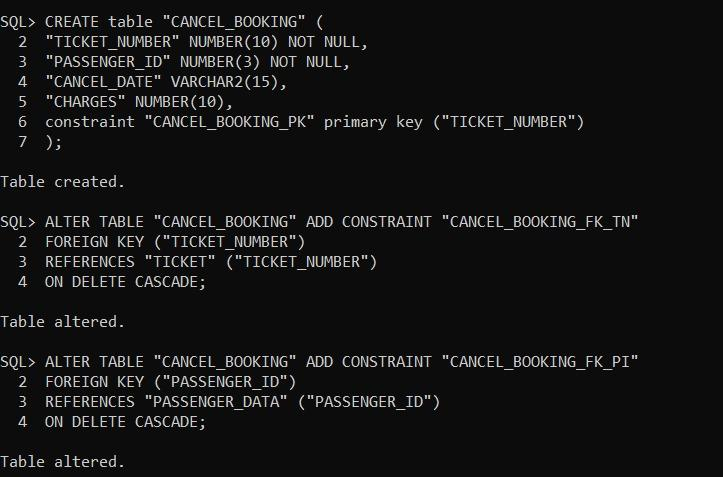 SQL> CREATE table "CANCEL_BOOKING" (
2 "TICKET_NUMBER" NUMBER(10) NOT NULL,
3 "PASSENGER_ID" NUMBER(3) NOT NULL,
4 "CANCEL_DATE" VARCHAR2(15),
5 "CHARGES" NUMBER(10),
6 constraint "CANCEL_BOOKING_PK" primary key ("TICKET_NUMBER")
7 );
Table created.
SQL> ALTER TABLE "CANCEL_BOOKING" ADD CONSTRAINT "CANCEL_BOOKING_FK_TN"
2 FOREIGN KEY ("TICKET_NUMBER")
3 REFERENCES "TICKET" ("TICKET_NUMBER")
4 ON DELETE CASCADE;
Table altered.
SQL> ALTER TABLE "CANCEL_BOOKING" ADD CONSTRAINT "CANCEL_BOOKING_FK_PI"
2 FOREIGN KEY ("PASSENGER_ID")
3 REFERENCES "PASSENGER_DATA" ("PASSENGER_ID")
4 ON DELETE CASCADE;
Table altered.